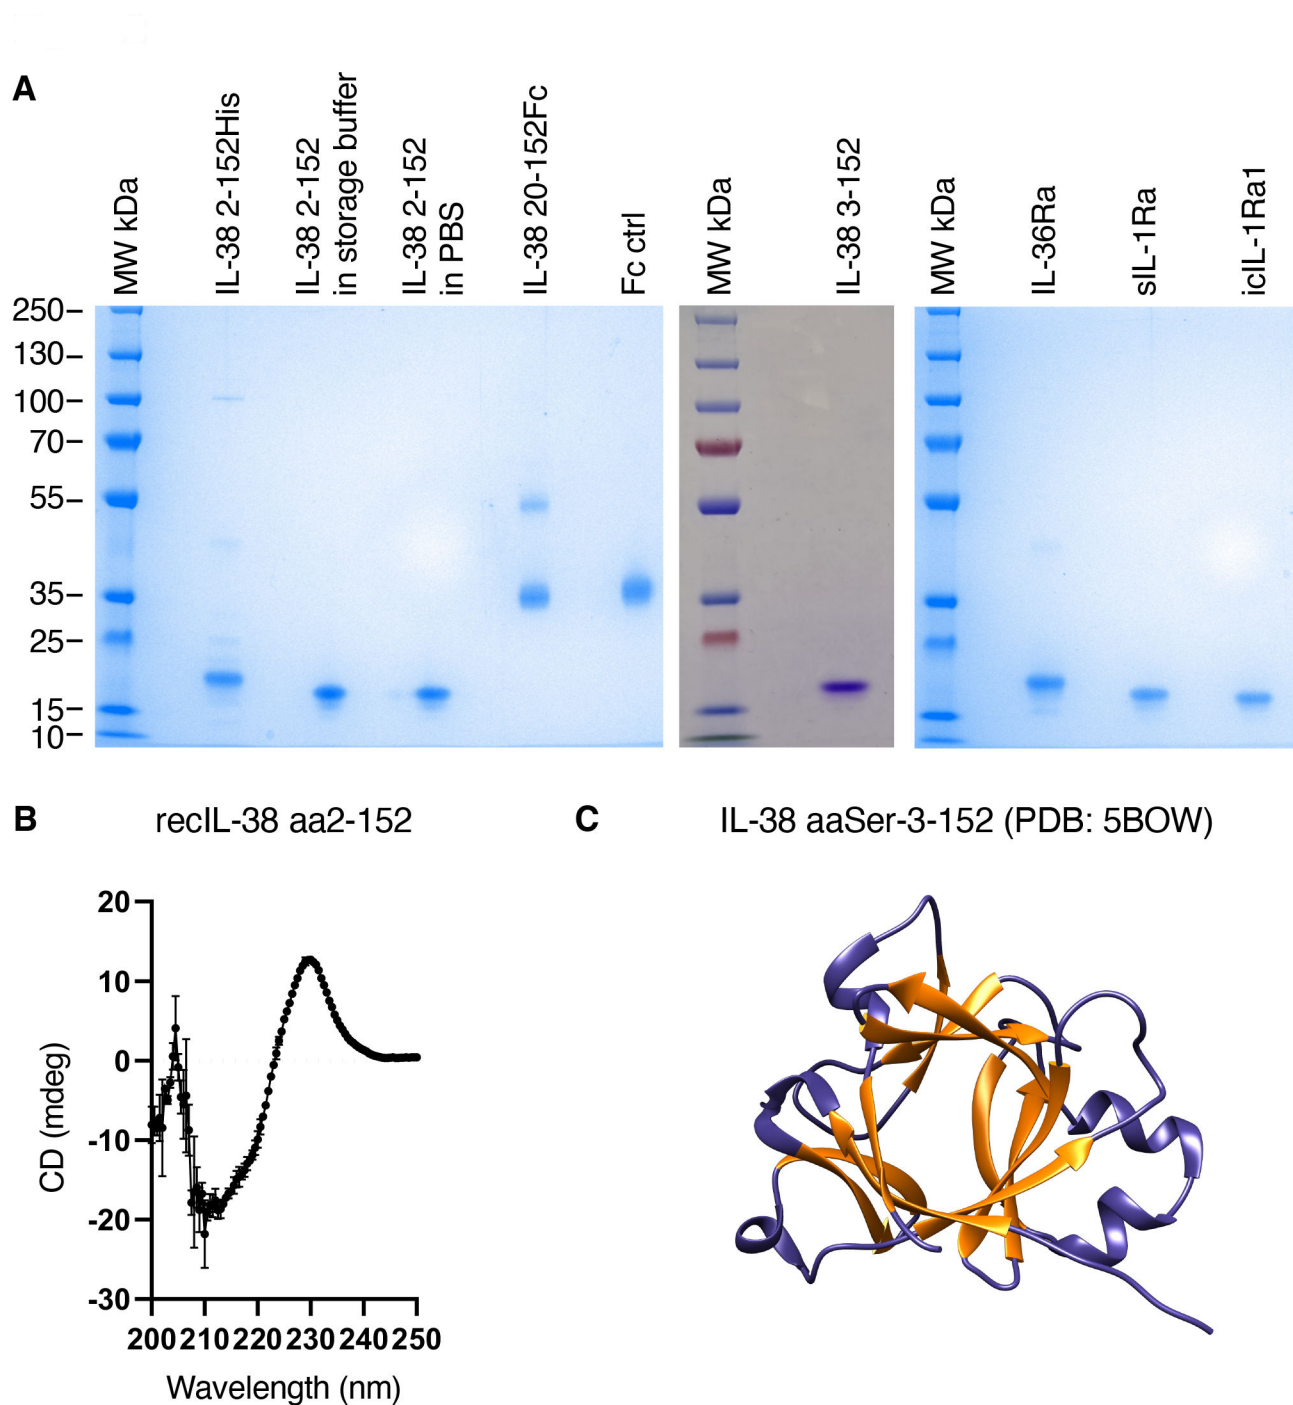 A
MW kDa
IL-38 2-152His
IL-38 2-152
in storage buffer
IL-38 2-152
in PBS
IL-38 20-152Fc
Fc ctrl
MW kDa
IL-38 3-152
MW kDa
IL-36Ra
sIL-1Ra
icIL-1Ra1
250
130
100
70
55
35
25
15
10
B
recIL-38 aa2-152
CD (mdeg)
20
10
0
-10
-20
-30
200 210 220 230 240 250
Wavelength (nm)
C
IL-38 aaSer-3-152 (PDB: 5BOW)